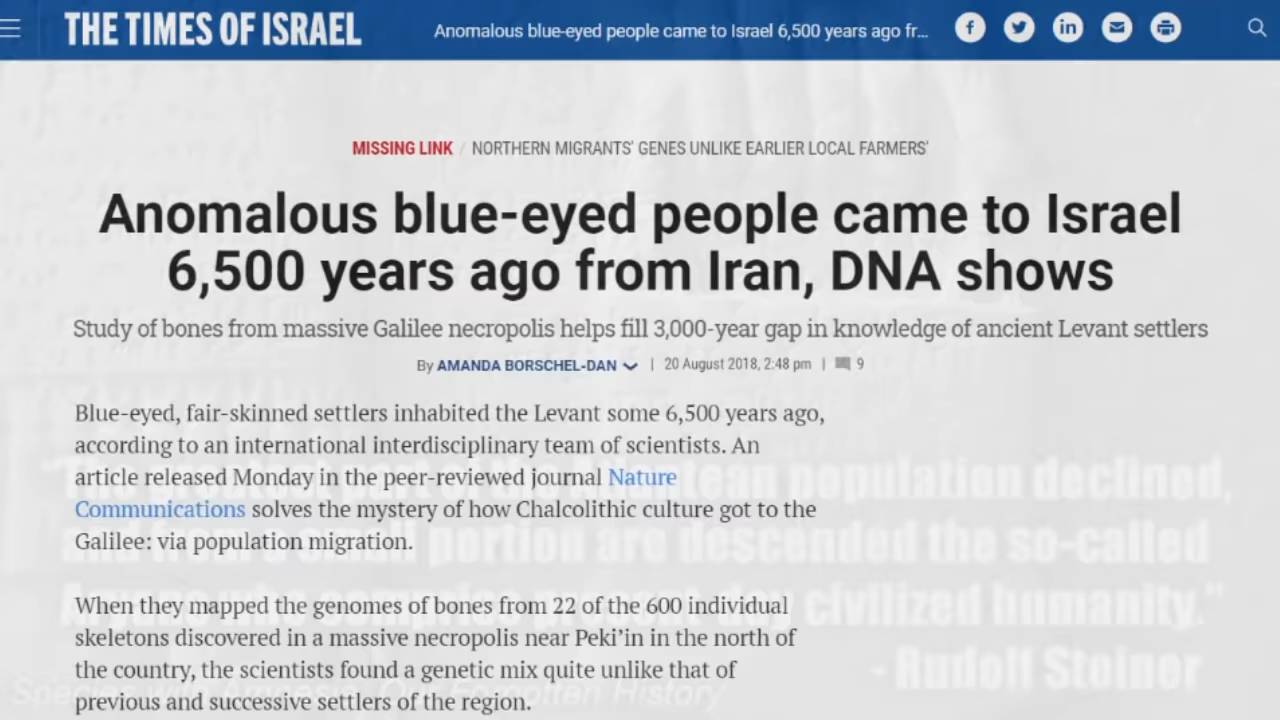 THE TIMES OF ISRAEL
Anomalous blue-eyed people came to Israel 6,500 years ago fr...
MISSING LINK / NORTHERN MIGRANTS' GENES UNLIKE EARLIER LOCAL FARMERS'
Anomalous blue-eyed people came to Israel
6,500 years ago from Iran, DNA shows
Study of bones from massive Galilee necropolis helps fill 3,000-year gap in knowledge of ancient Levant settlers
By AMANDA BORSCHEL-DAN | 20 August 2018, 2:48 pm | 9
Blue-eyed, fair-skinned settlers inhabited the Levant some 6,500 years ago,
according to an international interdisciplinary team of scientists. An
article released Monday in the peer-reviewed journal Nature
Communications solves the mystery of how Chalcolithic culture got to the
Galilee: via population migration.
When they mapped the genomes of bones from 22 of the 600 individual
skeletons discovered in a massive necropolis near Peki'in in the north of
the country, the scientists found a genetic mix quite unlike that of
previous and successive settlers of the region.
population declined,
portion are descended the so-called
civilized humanity."
- Rudolf Steiner
Forgotten History